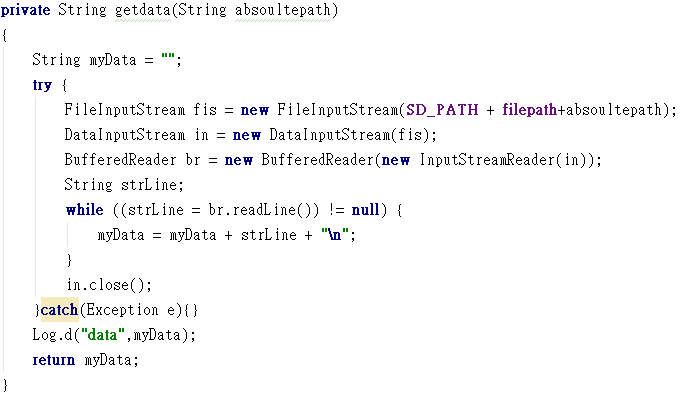 private String getdata(String absoultepath)
{
    String myData = "";
    try {
        FileInputStream fis = new FileInputStream(SD_PATH + filepath+absoultepath);
        DataInputStream in = new DataInputStream(fis);
        BufferedReader br = new BufferedReader(new InputStreamReader(in));
        String strLine;
        while ((strLine = br.readLine()) != null) {
            myData = myData + strLine + "\n";
        }
        in.close();
    }catch(Exception e){}
    Log.d("data",myData);
    return myData;
}